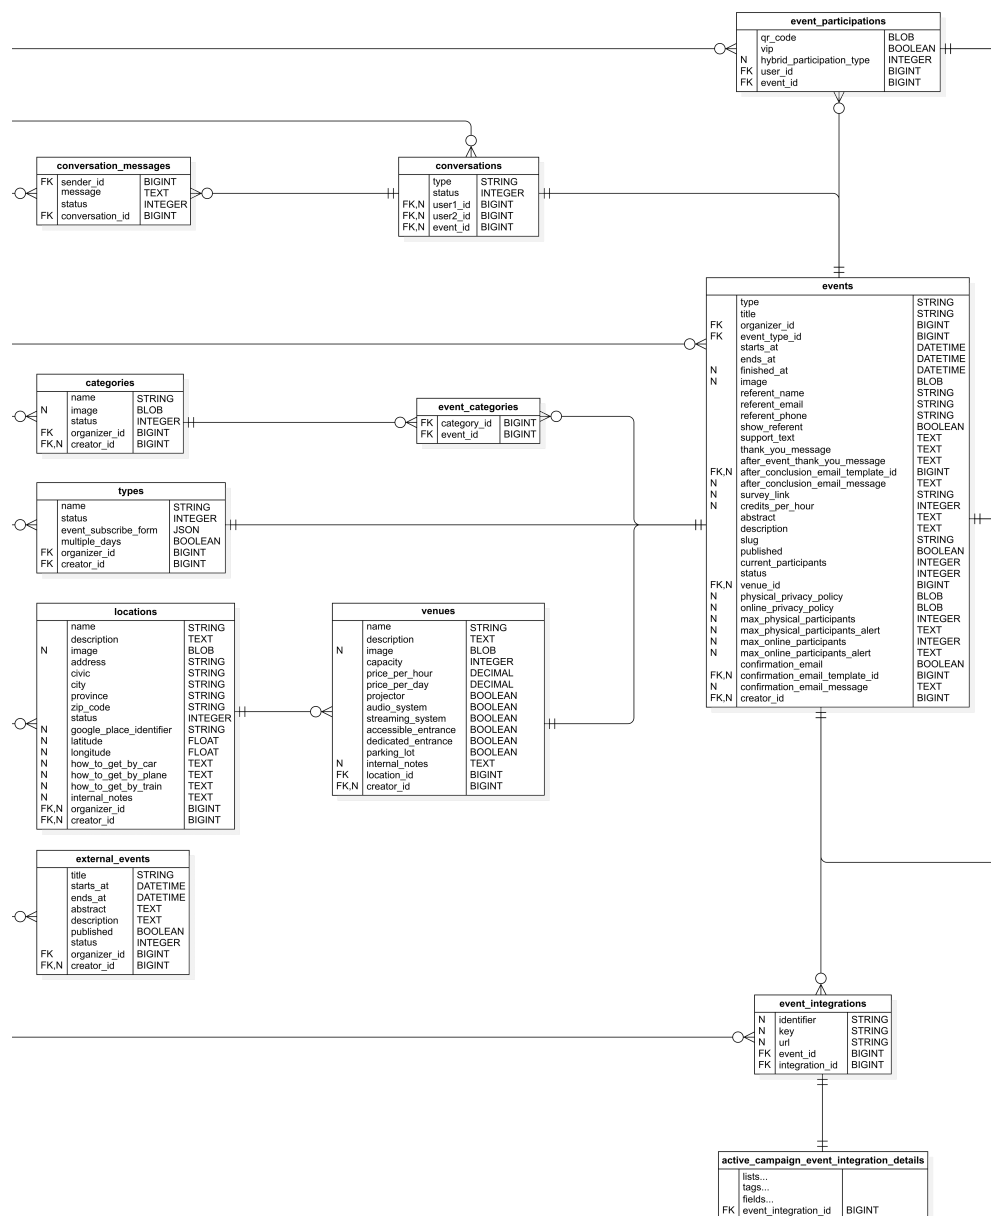 event_participations
qr_code BLOB
vip BOOLEAN
N hybrid_participation_type INTEGER
FK user_id BIGINT
FK event_id BIGINT
conversation_messages
FK sender_id BIGINT
message TEXT
status INTEGER
FK conversation_id BIGINT
conversations
type STRING
status INTEGER
FK,N user1_id BIGINT
FK,N user2_id BIGINT
FK,N event_id BIGINT
events
type STRING
title STRING
FK organizer_id BIGINT
FK event_type_id BIGINT
starts_at DATETIME
ends_at DATETIME
N finished_at DATETIME
N image BLOB
referent_name STRING
referent_email STRING
referent_phone STRING
show_referent BOOLEAN
support_text TEXT
thank_you_message TEXT
after_event_thank_you_message TEXT
FK,N after_conclusion_email_template_id BIGINT
N after_conclusion_email_message TEXT
N survey_link STRING
N credits_per_hour INTEGER
abstract TEXT
description TEXT
slug STRING
published BOOLEAN
current_participants INTEGER
status INTEGER
FK,N venue_id BIGINT
N physical_privacy_policy BLOB
N online_privacy_policy BLOB
N max_physical_participants INTEGER
N max_physical_participants_alert TEXT
N max_online_participants INTEGER
N max_online_participants_alert TEXT
confirmation_email BOOLEAN
FK,N confirmation_email_template_id BIGINT
N confirmation_email_message TEXT
FK,N creator_id BIGINT
categories
name STRING
N image BLOB
status INTEGER
FK organizer_id BIGINT
FK,N creator_id BIGINT
event_categories
FK category_id BIGINT
FK event_id BIGINT
types
name STRING
status INTEGER
event_subscribe_form JSON
multiple_days BOOLEAN
FK organizer_id BIGINT
FK creator_id BIGINT
locations
name STRING
description TEXT
N image BLOB
address STRING
civic STRING
city STRING
province STRING
zip_code STRING
status INTEGER
N google_place_identifier STRING
N latitude FLOAT
N longitude FLOAT
N how_to_get_by_car TEXT
N how_to_get_by_plane TEXT
N how_to_get_by_train TEXT
N internal_notes TEXT
FK,N organizer_id BIGINT
FK,N creator_id BIGINT
venues
name STRING
description TEXT
N image BLOB
capacity INTEGER
price_per_hour DECIMAL
price_per_day DECIMAL
projector BOOLEAN
audio_system BOOLEAN
streaming_system BOOLEAN
accessible_entrance BOOLEAN
dedicated_entrance BOOLEAN
parking_lot BOOLEAN
N internal_notes TEXT
FK location_id BIGINT
FK,N creator_id BIGINT
external_events
title STRING
starts_at DATETIME
ends_at DATETIME
abstract TEXT
description TEXT
published BOOLEAN
status INTEGER
FK organizer_id BIGINT
FK,N creator_id BIGINT
event_integrations
N identifier STRING
N key STRING
N url STRING
FK event_id BIGINT
FK integration_id BIGINT
active_campaign_event_integration_details
lists...
tags...
fields...
FK event_integration_id BIGINT